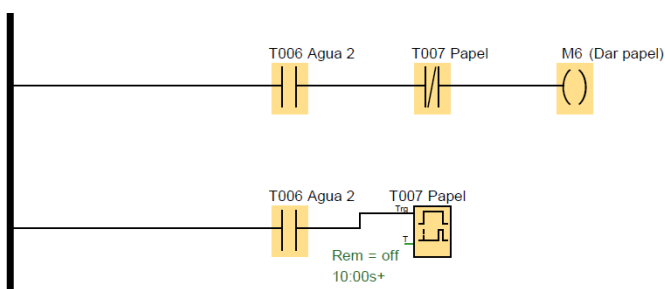 T006 Agua 2 T007 Papel M6 (Dar papel)
T006 Agua 2 T007 Papel
Trg
T
Rem = off
10:00s+